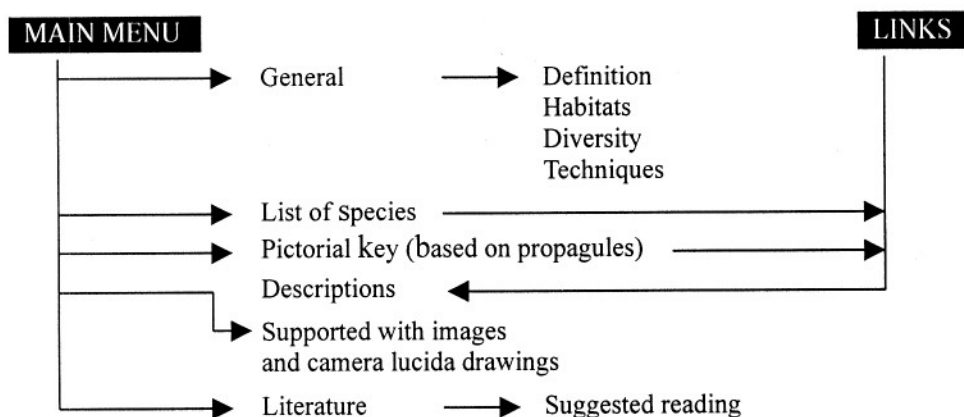 MAIN MENU
LINKS
General
Definition
Habitats
Diversity
Techniques
List of Species
Pictorial key (based on propagules)
Descriptions
Supported with images
and camera lucida drawings
Literature
Suggested reading